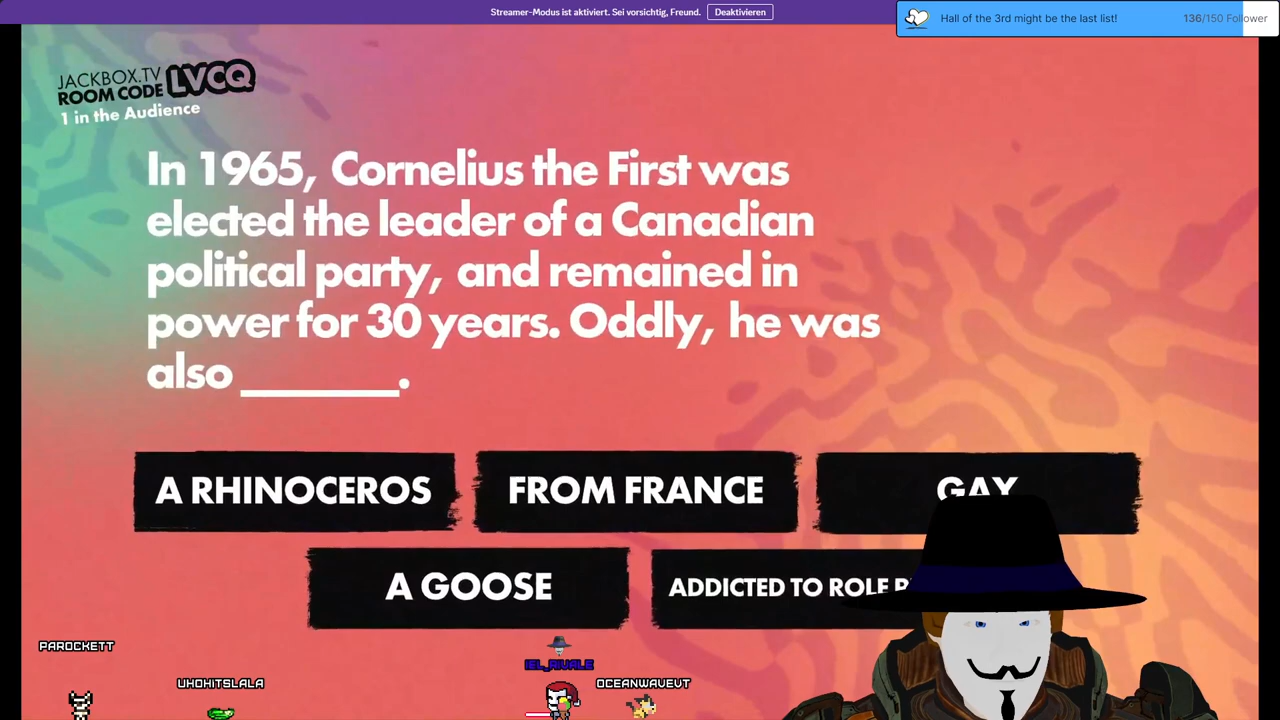 Streamer-Modus ist aktiviert. Sei vorsichtig, Freund. Deaktivieren
Hall of the 3rd might be the last list! 136/150 Follower
JACKBOX.TV
ROOM CODE LVCQ
1 in the Audience
In 1965, Cornelius the First was
elected the leader of a Canadian
political party, and remained in
power for 30 years. Oddly, he was
also ________.
A RHINOCEROS
FROM FRANCE
GAY
A GOOSE
ADDICTED TO ROLE
PAROCKETT
UHOHITSLALA
IEL_RIVALE
OCEANWAVEVT